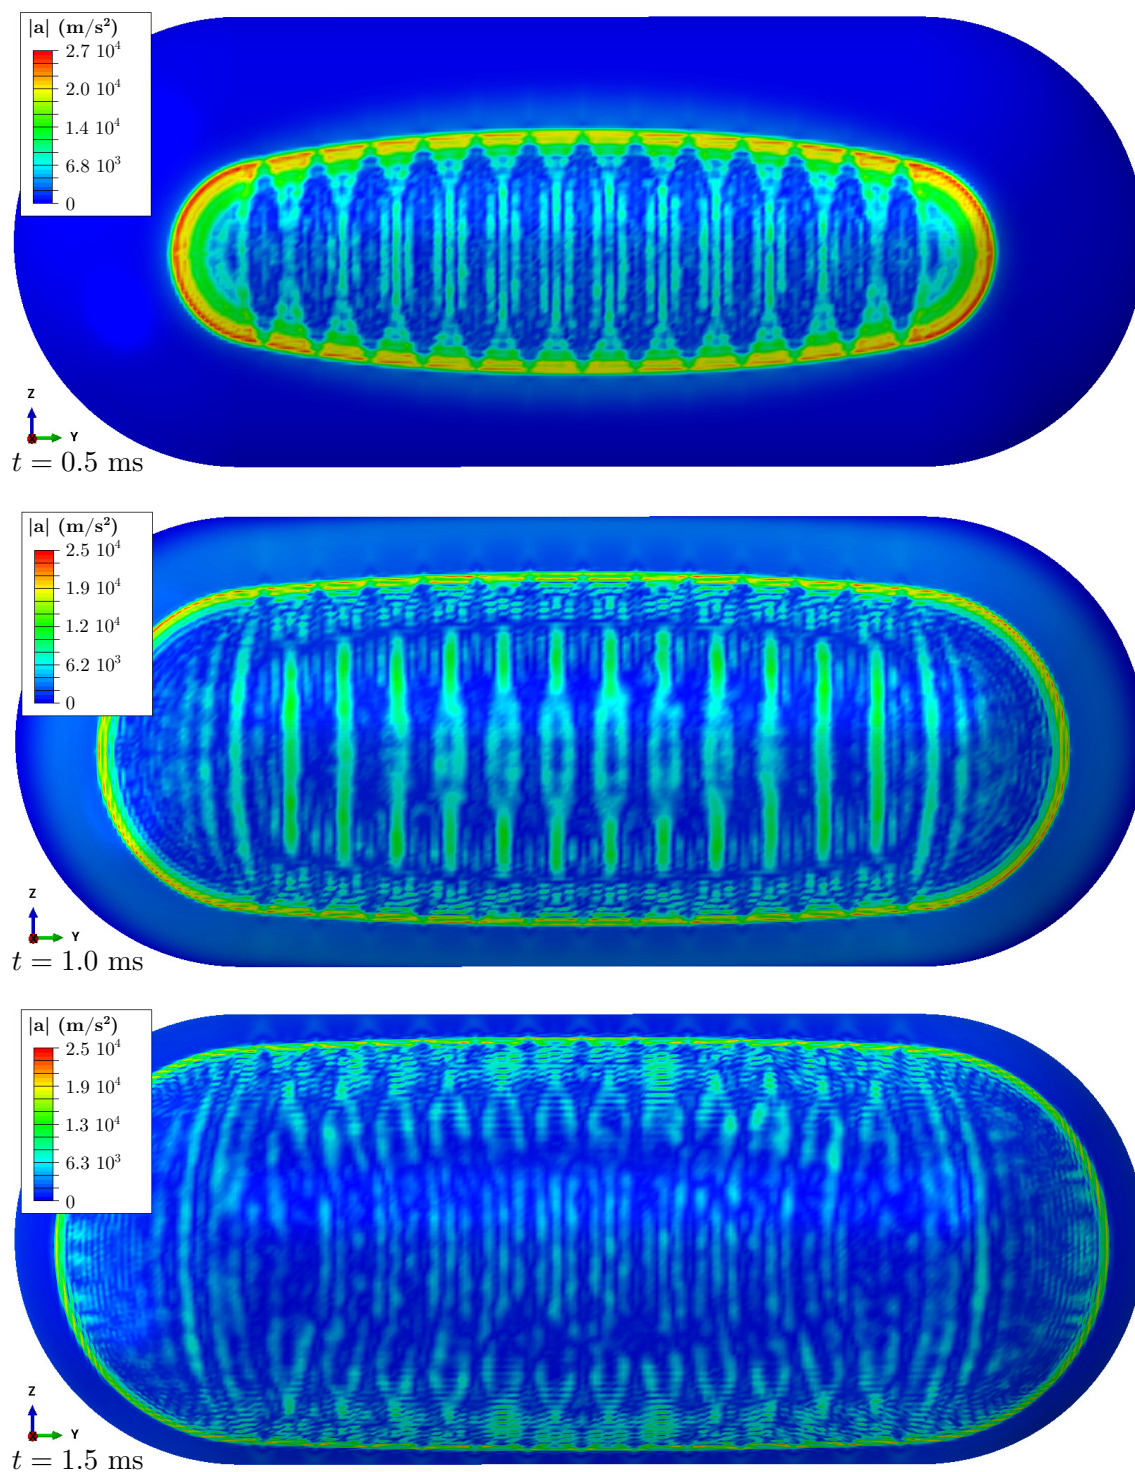 |a| (m/s²)
2.7 10⁴
2.0 10⁴
1.4 10⁴
6.8 10³
0
Z
Y
X
t = 0.5 ms
|a| (m/s²)
2.5 10⁴
1.9 10⁴
1.2 10⁴
6.2 10³
0
Z
Y
X
t = 1.0 ms
|a| (m/s²)
2.5 10⁴
1.9 10⁴
1.3 10⁴
6.3 10³
0
Z
Y
X
t = 1.5 ms